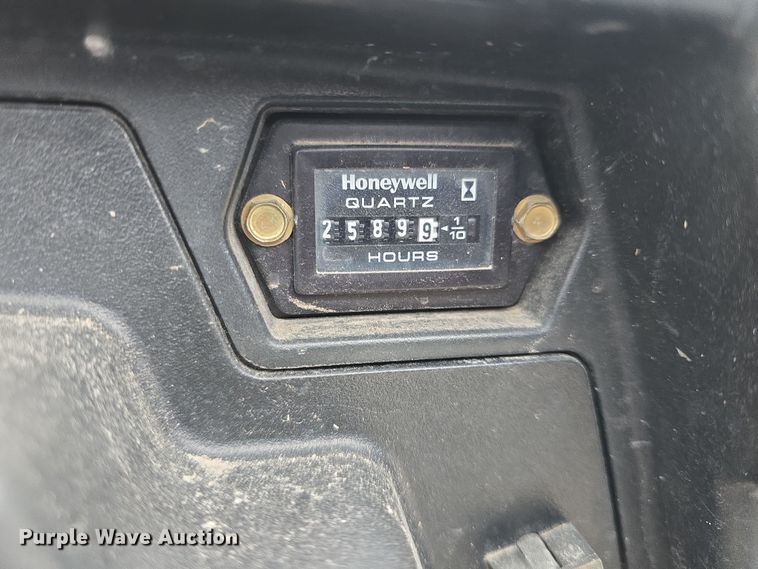 Honeywell
QUARTZ
2 5 8 9 9 ◄ 1/10
HOURS
Purple Wave Auction